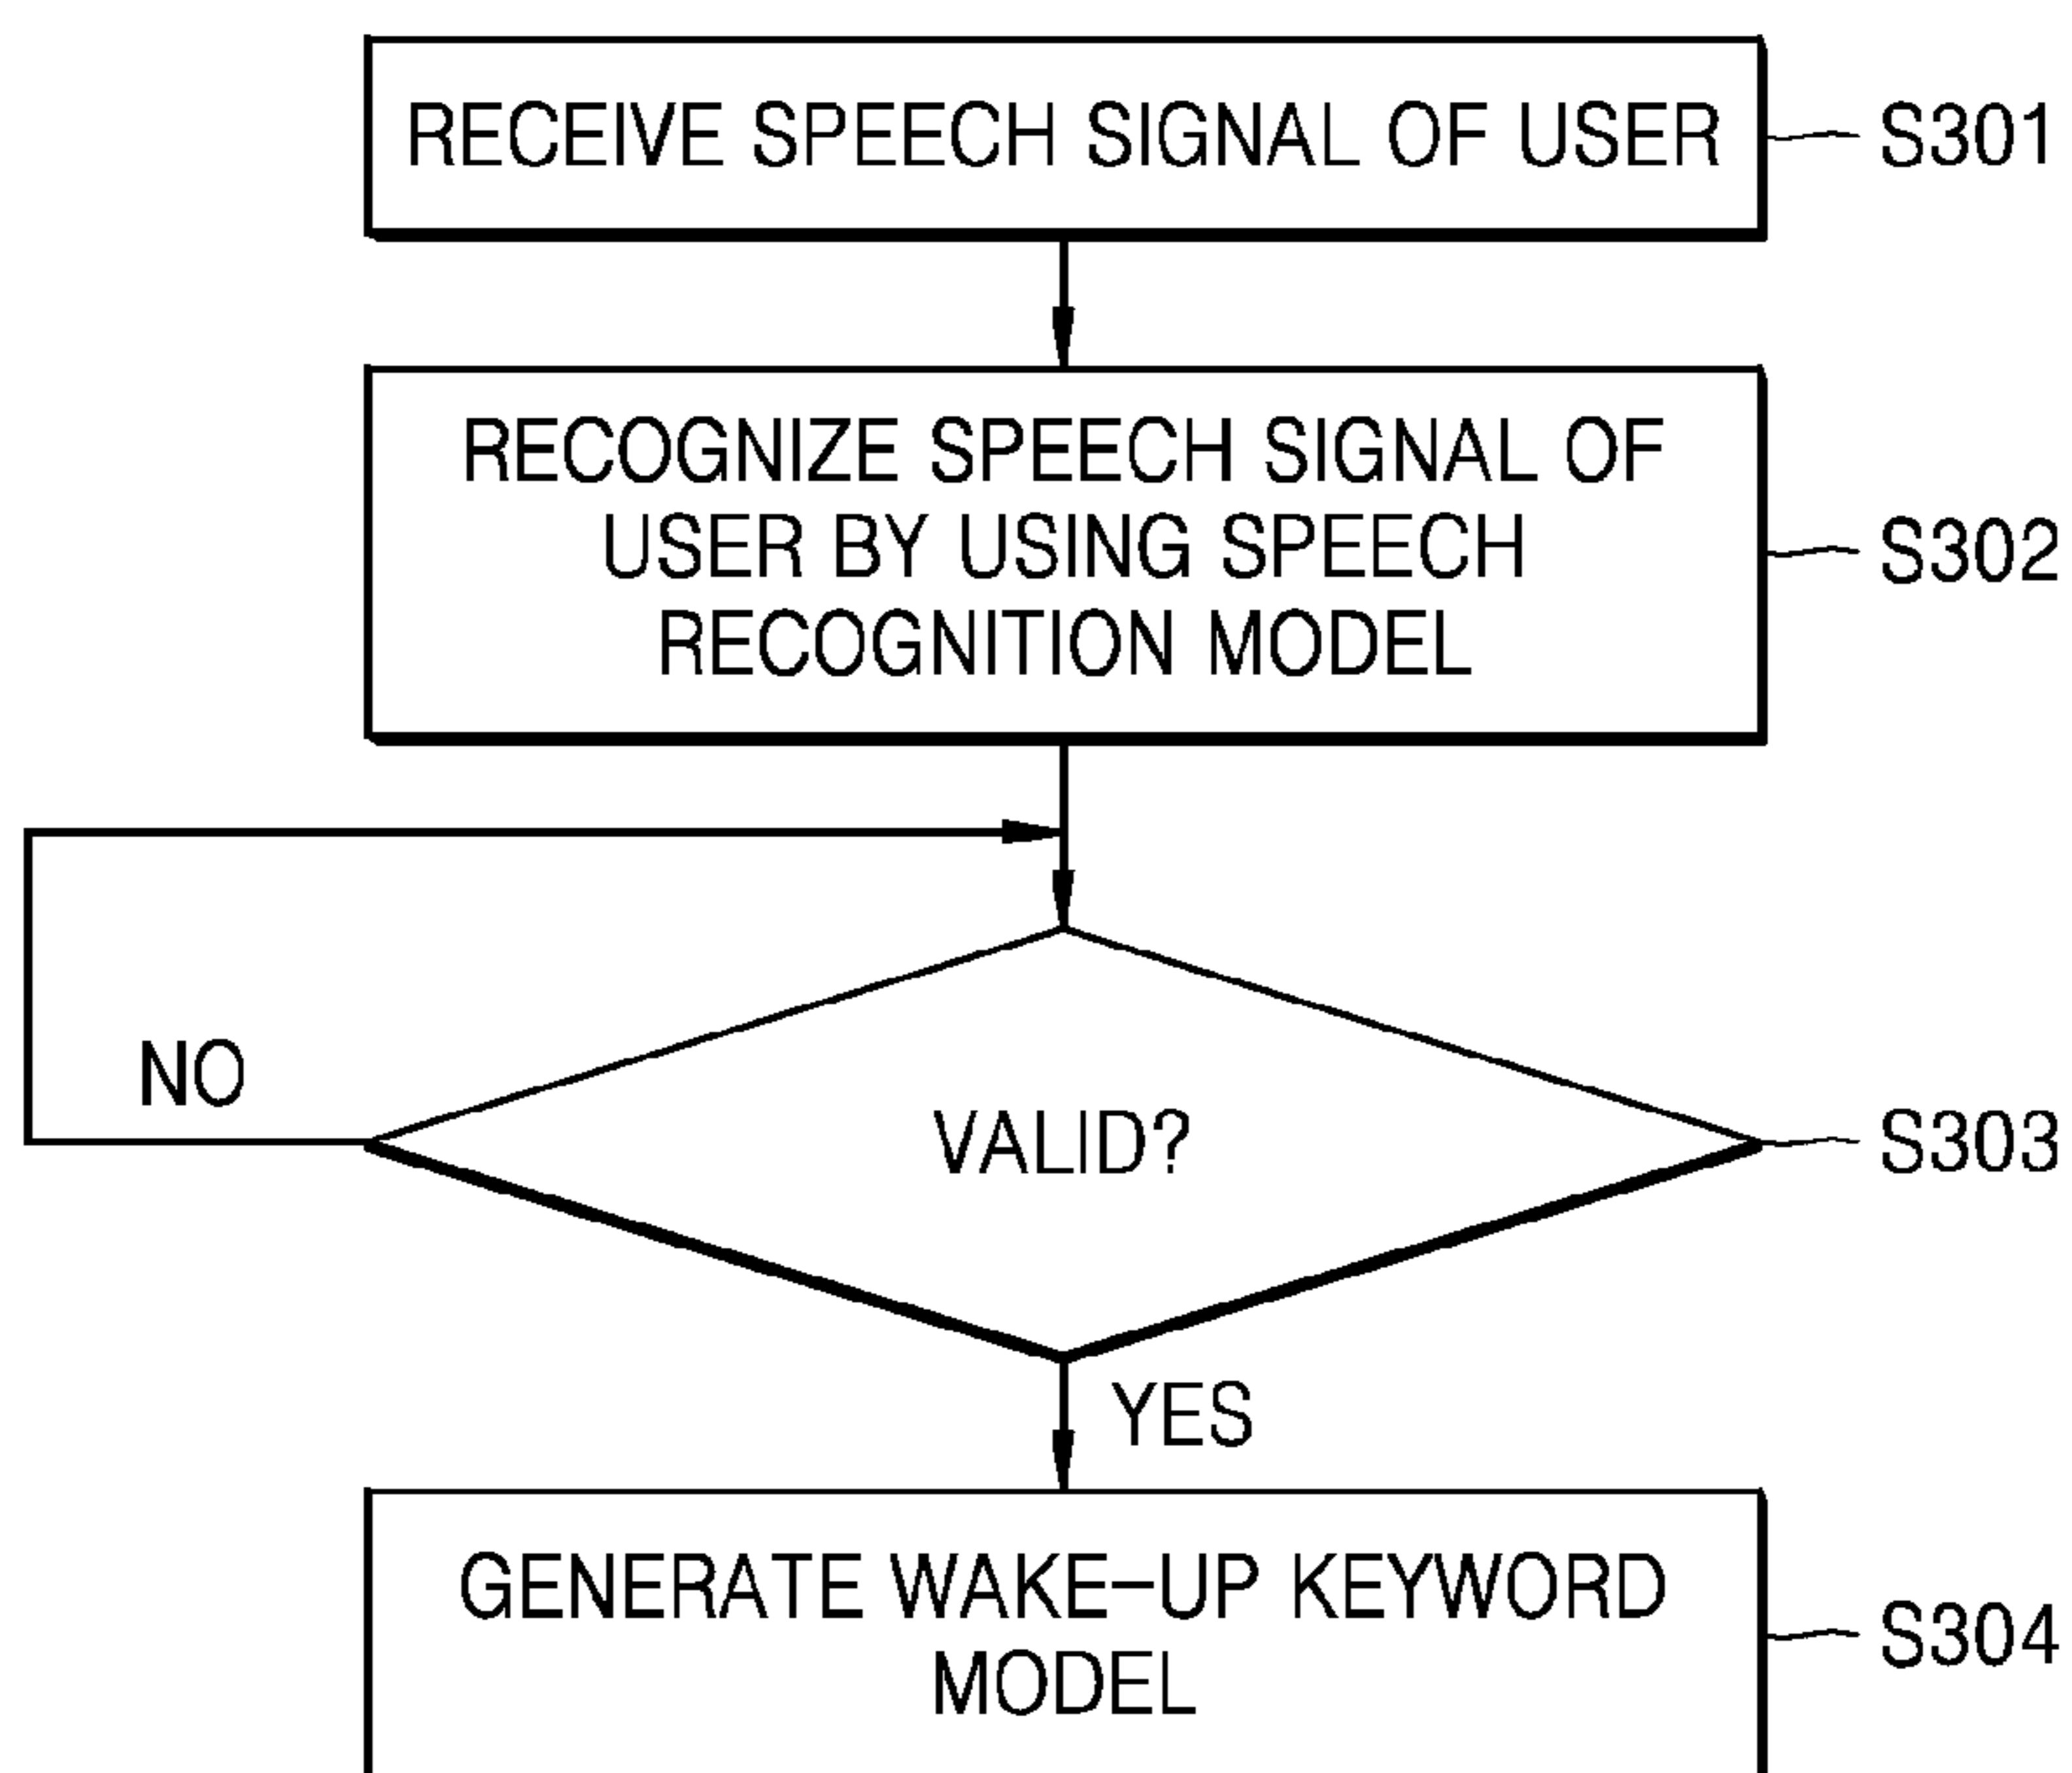 RECEIVE SPEECH SIGNAL OF USER
S301
RECOGNIZE SPEECH SIGNAL OF
USER BY USING SPEECH
RECOGNITION MODEL
S302
NO
VALID?
S303
YES
GENERATE WAKE-UP KEYWORD
MODEL
S304